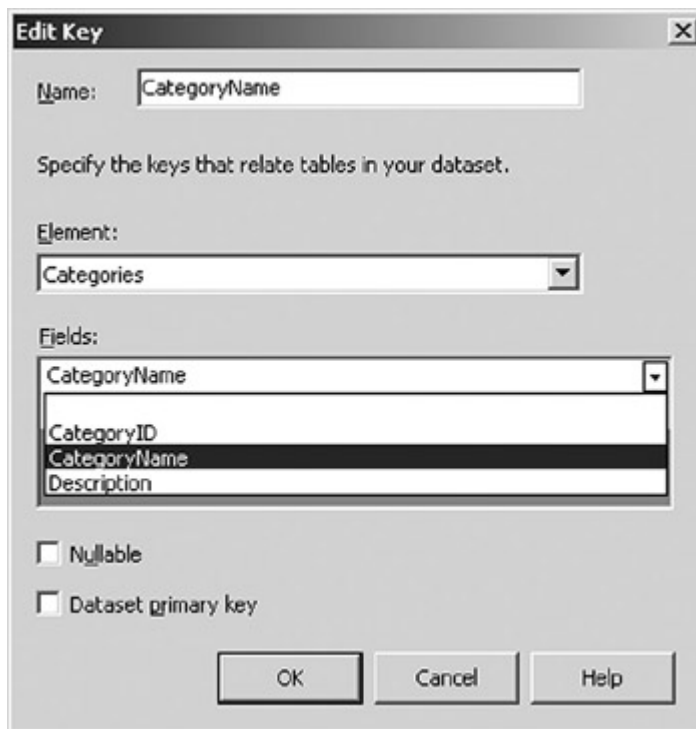 Edit Key
Name: CategoryName
Specify the keys that relate tables in your dataset.
Element:
Categories
Fields:
CategoryName
CategoryID
CategoryName
Description
Nullable
Dataset primary key
OK Cancel Help